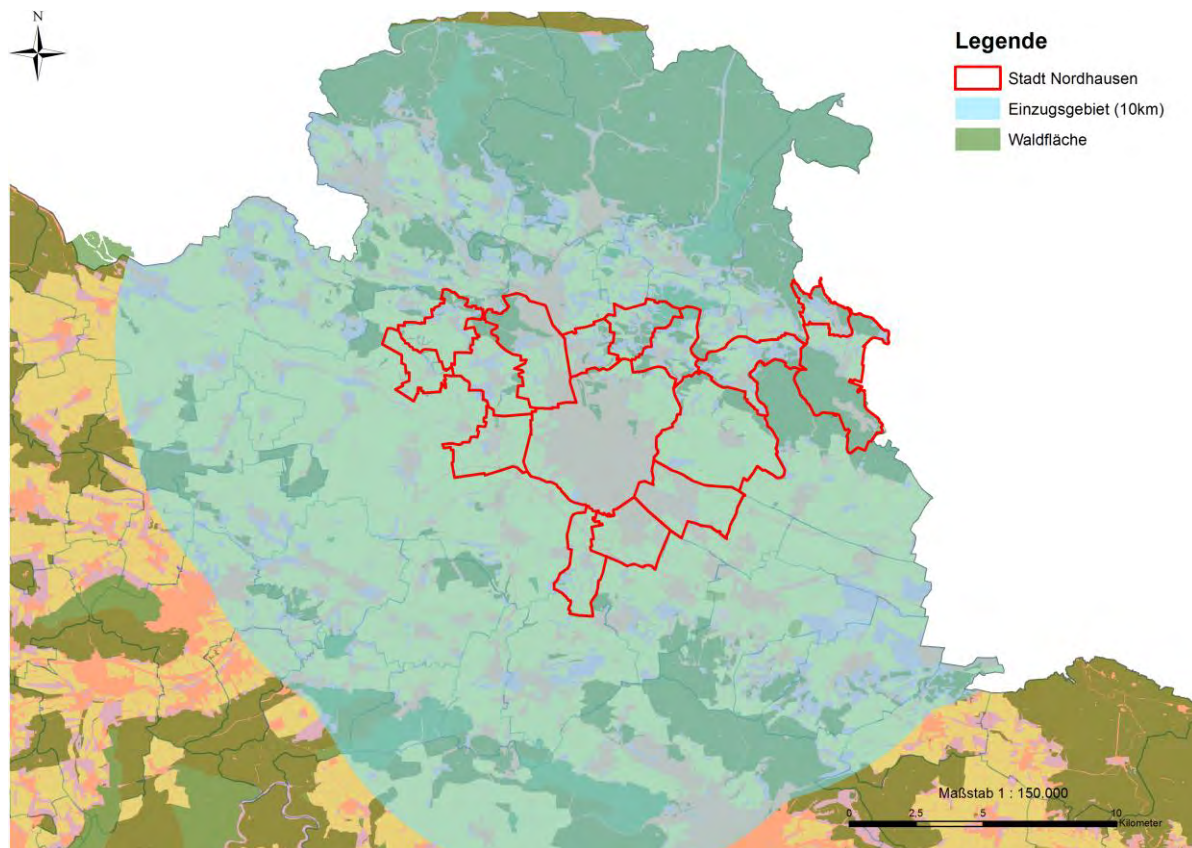 N
Legende
Stadt Nordhausen
Einzugsgebiet (10km)
Waldfläche
Maßstab 1 : 150.000
0 2.5 5 10
Kilometer